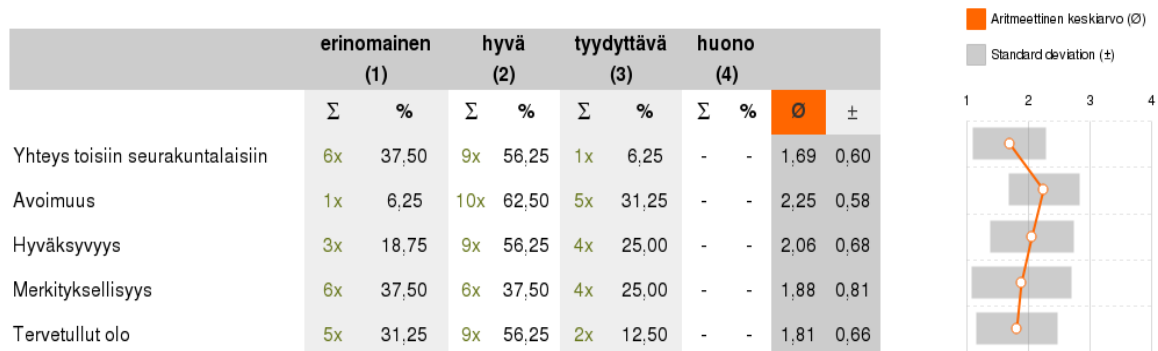 Aritmeettinen keskiarvo (Ø)
Standard deviation (±)
erinomainen hyvä tyydyttävä huono
(1) (2) (3) (4)
Σ % Σ % Σ % Σ % Ø ±
1 2 3 4
Yhteys toisiin seurakuntalaisiin 6x 37,50 9x 56,25 1x 6,25 - - 1,69 0,60
Avoimuus 1x 6,25 10x 62,50 5x 31,25 - - 2,25 0,58
Hyväksyvyys 3x 18,75 9x 56,25 4x 25,00 - - 2,06 0,68
Merkityksellisyys 6x 37,50 6x 37,50 4x 25,00 - - 1,88 0,81
Tervetullut olo 5x 31,25 9x 56,25 2x 12,50 - - 1,81 0,66